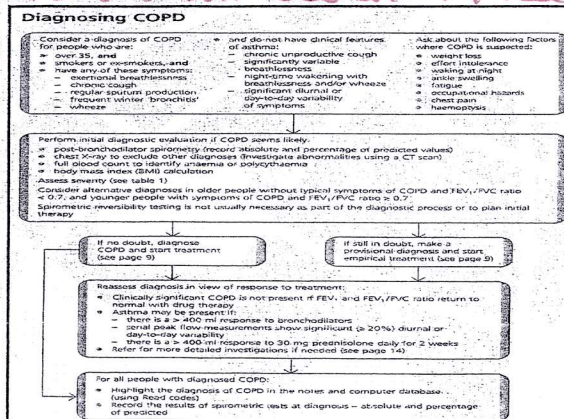 Diagnosing COPD
Consider a diagnosis of COPD
for people who are:
• over 35, and
• smokers or ex-smokers, and
• have any of these symptoms:
– exertional breathlessness
– chronic cough
– regular sputum production
– frequent winter 'bronchitis'
– wheeze
• and do not have clinical features
of asthma:
– chronic unproductive cough
– significantly variable
breathlessness
– night-time wakening with
breathlessness and/or wheeze
– significant diurnal or
day-to-day variability
of symptoms
Ask about the following factors
where COPD is suspected:
• weight loss
• effort intolerance
• waking at night
• ankle swelling
• fatigue
• occupational hazards
• chest pain
• haemoptysis
Perform initial diagnostic evaluation if COPD seems likely.
• post-bronchodilator spirometry (record absolute and percentage of predicted values)
• chest X-ray to exclude other diagnoses (investigate abnormalities using a CT scan)
• full blood count to identify anaemia or polycythaemia
• body mass index (BMI) calculation
Assess severity (see table 1)
Consider alternative diagnoses in older people without typical symptoms of COPD and FEV₁/FVC ratio
< 0.7, and younger people with symptoms of COPD and FEV₁/FVC ratio ≥ 0.7
Spirometric reversibility testing is not usually necessary as part of the diagnostic process or to plan initial
therapy
If no doubt, diagnose
COPD and start treatment
(see page 9)
If still in doubt, make a
provisional diagnosis and start
empirical treatment (see page 9)
Reassess diagnosis in view of response to treatment:
• Clinically significant COPD is not present if FEV₁ and FEV₁/FVC ratio return to
normal with drug therapy
• Asthma may be present if:
– there is a > 400 ml response to bronchodilators
– serial peak flow measurements show significant (≥ 20%) diurnal or
day-to-day variability
– there is a > 400 ml response to 30 mg prednisolone daily for 2 weeks
• Refer for more detailed investigations if needed (see page 14)
For all people with diagnosed COPD:
• Highlight the diagnosis of COPD in the notes and computer database
(using Read codes)
• Record the results of spirometric tests at diagnosis – absolute and percentage
of predicted